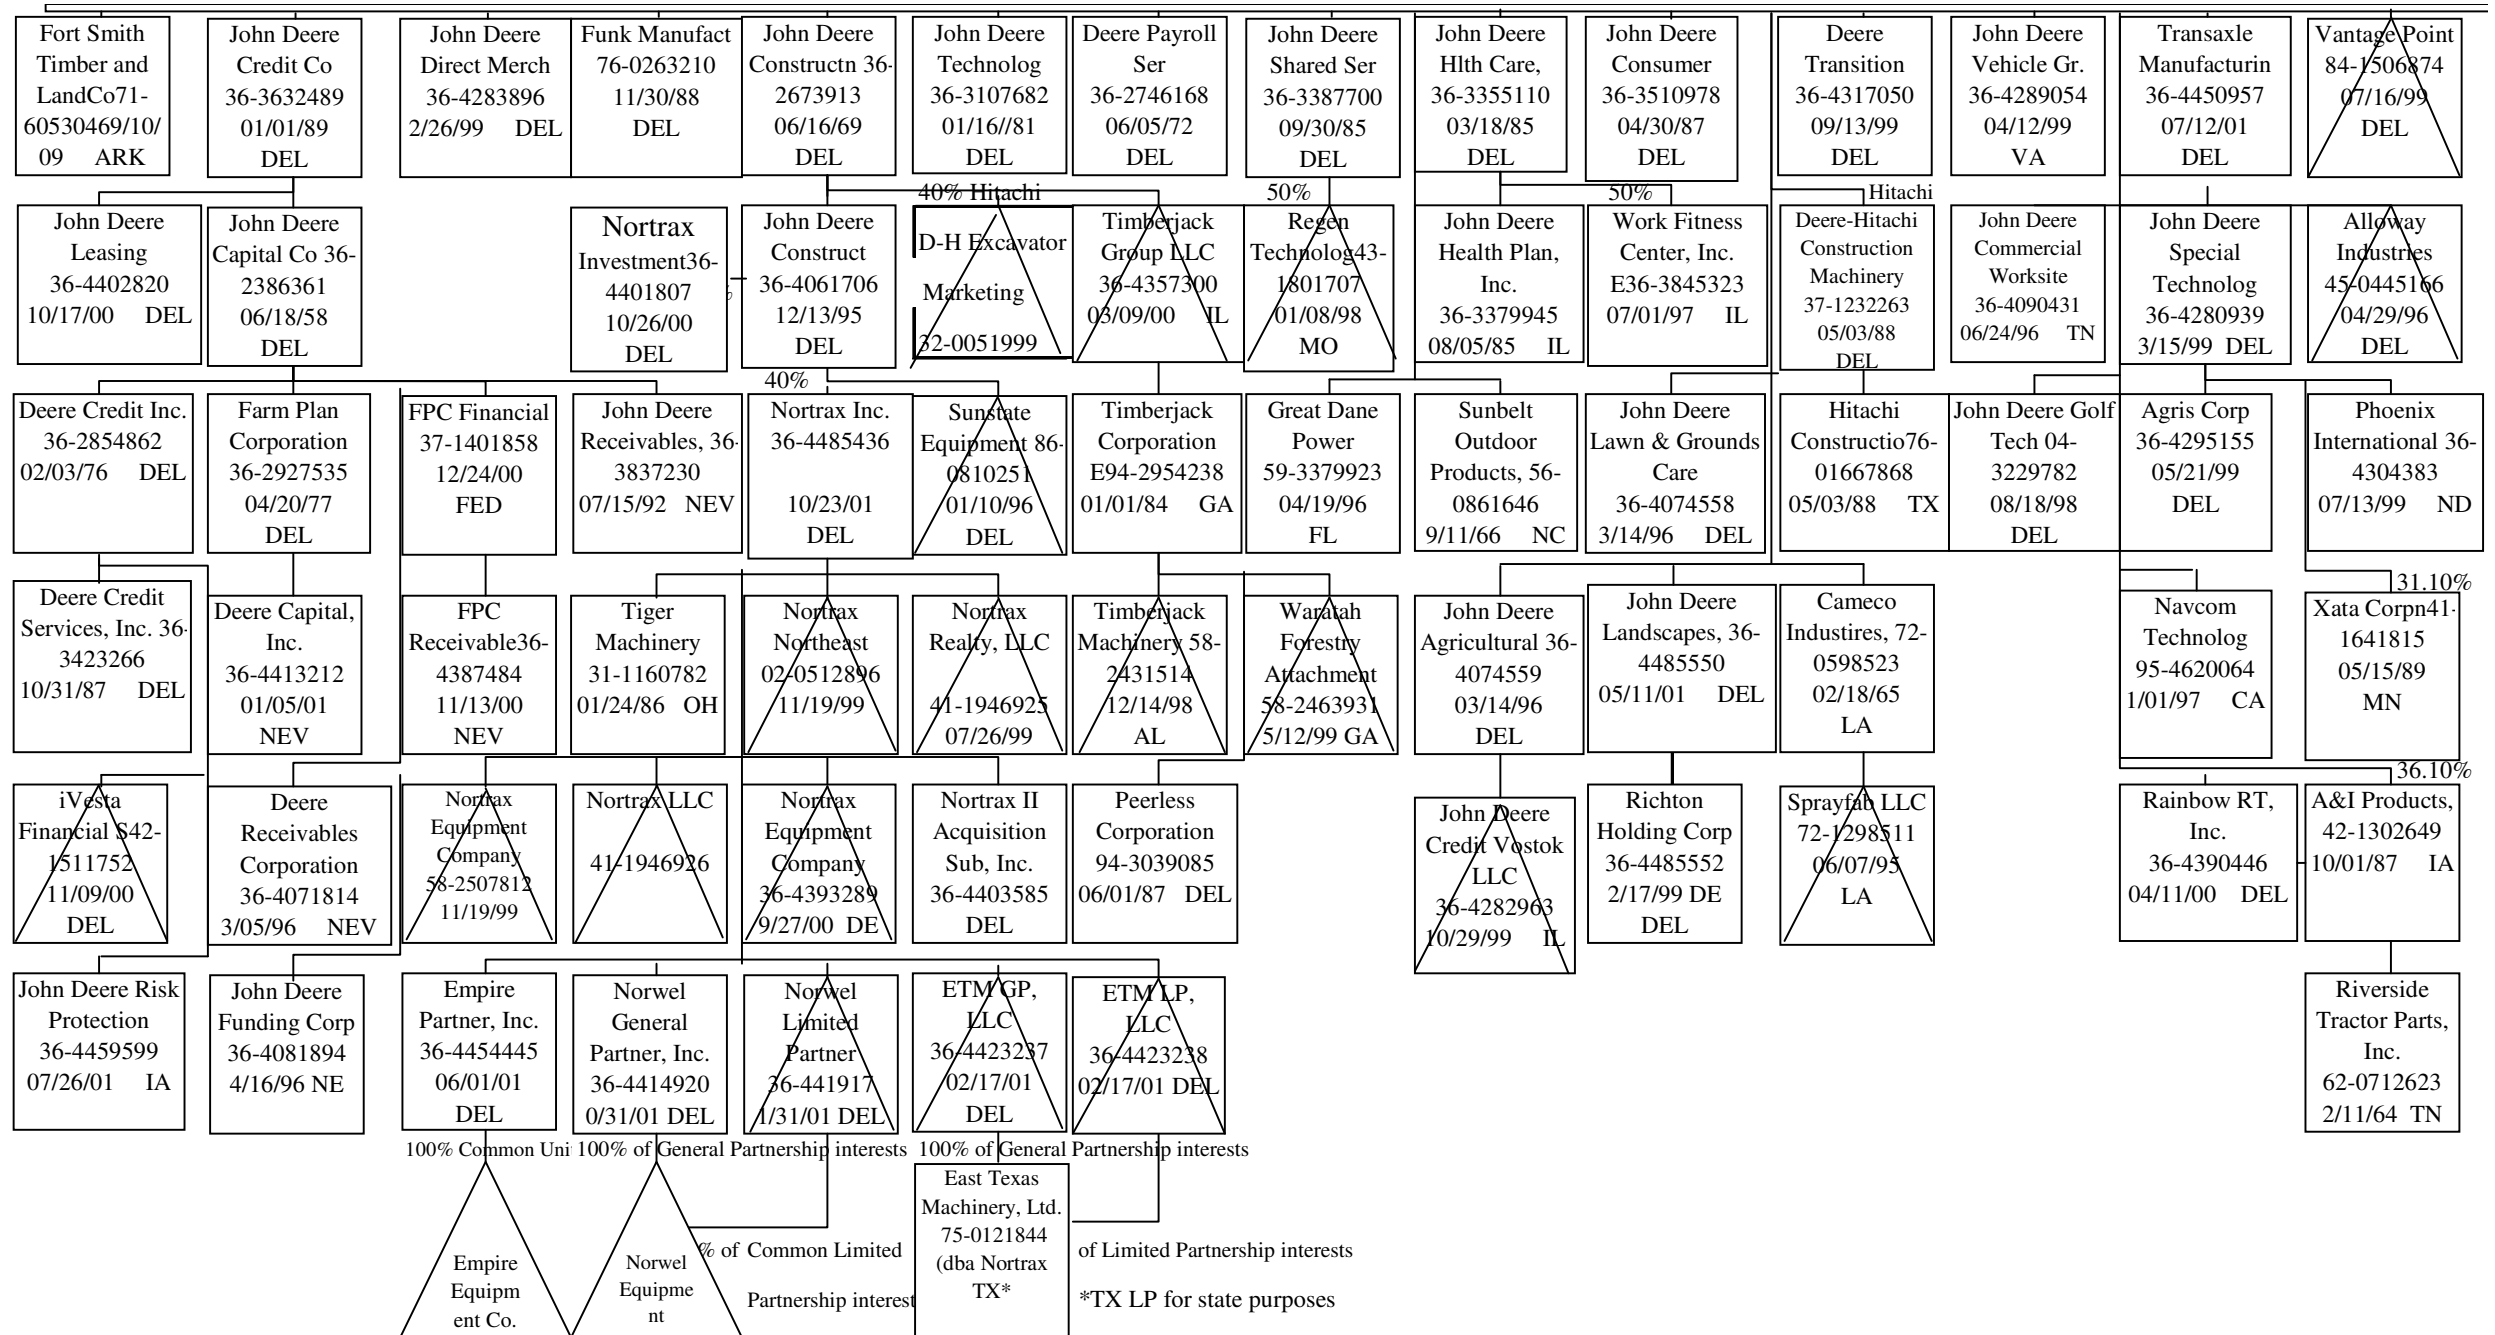 Fort Smith
Timber and
LandCo71-
60530469/10/
09 ARK
John Deere
Credit Co
36-3632489
01/01/89
DEL
John Deere
Direct Merch
36-4283896
2/26/99 DEL
Funk Manufact
76-0263210
11/30/88
DEL
John Deere
Constructn 36-
2673913
06/16/69
DEL
John Deere
Technolog
36-3107682
01/16//81
DEL
Deere Payroll
Ser
36-2746168
06/05/72
DEL
John Deere
Shared Ser
36-3387700
09/30/85
DEL
John Deere
Hlth Care,
36-3355110
03/18/85
DEL
John Deere
Consumer
36-3510978
04/30/87
DEL
Deere
Transition
36-4317050
09/13/99
DEL
John Deere
Vehicle Gr.
36-4289054
04/12/99
VA
Transaxle
Manufacturin
36-4450957
07/12/01
DEL
Vantage Point
84-1506874
07/16/99
DEL
40% Hitachi
50%
50%
Hitachi
John Deere
Leasing
36-4402820
10/17/00 DEL
John Deere
Capital Co 36-
2386361
06/18/58
DEL
Nortrax
Investment36-
4401807
10/26/00
DEL
John Deere
Construct
36-4061706
12/13/95
DEL
D-H Excavator
Marketing
32-0051999
Timberjack
Group LLC
36-4357300
03/09/00 IL
Regen
Technolog43-
1801707
01/08/98
MO
John Deere
Health Plan,
Inc.
36-3379945
08/05/85 IL
Work Fitness
Center, Inc.
E36-3845323
07/01/97 IL
Deere-Hitachi
Construction
Machinery
37-1232263
05/03/88
DEL
John Deere
Commercial
Worksite
36-4090431
06/24/96 TN
John Deere
Special
Technolog
36-4280939
3/15/99 DEL
Alloway
Industries
45-0445166
04/29/96
DEL
40%
Deere Credit Inc.
36-2854862
02/03/76 DEL
Farm Plan
Corporation
36-2927535
04/20/77
DEL
FPC Financial
37-1401858
12/24/00
FED
John Deere
Receivables, 36-
3837230
07/15/92 NEV
Nortrax Inc.
36-4485436
10/23/01
DEL
Sunstate
Equipment 86-
0810251
01/10/96
DEL
Timberjack
Corporation
E94-2954238
01/01/84 GA
Great Dane
Power
59-3379923
04/19/96
FL
Sunbelt
Outdoor
Products, 56-
0861646
9/11/66 NC
John Deere
Lawn & Grounds
Care
36-4074558
3/14/96 DEL
Hitachi
Constructio76-
01667868
05/03/88 TX
John Deere Golf
Tech 04-
3229782
08/18/98
DEL
Agris Corp
36-4295155
05/21/99
DEL
Phoenix
International 36-
4304383
07/13/99 ND
31.10%
Deere Credit
Services, Inc. 36-
3423266
10/31/87 DEL
Deere Capital,
Inc.
36-4413212
01/05/01
NEV
FPC
Receivable36-
4387484
11/13/00
NEV
Tiger
Machinery
31-1160782
01/24/86 OH
Nortrax
Northeast
02-0512896
11/19/99
Nortrax
Realty, LLC
41-1946925
07/26/99
Timberjack
Machinery 58-
2431514
12/14/98
AL
Waratah
Forestry
Attachment
58-2463931
5/12/99 GA
John Deere
Agricultural 36-
4074559
03/14/96
DEL
John Deere
Landscapes, 36-
4485550
05/11/01 DEL
Cameco
Industires, 72-
0598523
02/18/65
LA
Navcom
Technolog
95-4620064
1/01/97 CA
Xata Corpn41-
1641815
05/15/89
MN
36.10%
iVesta
Financial S42-
1511752
11/09/00
DEL
Deere
Receivables
Corporation
36-4071814
3/05/96 NEV
Nortrax
Equipment
Company
58-2507812
11/19/99
Nortrax LLC
41-1946926
Nortrax
Equipment
Company
36-4393289
9/27/00 DE
Nortrax II
Acquisition
Sub, Inc.
36-4403585
DEL
Peerless
Corporation
94-3039085
06/01/87 DEL
John Deere
Credit Vostok
LLC
36-4282963
10/29/99 IL
Richton
Holding Corp
36-4485552
2/17/99 DE
DEL
Sprayfab LLC
72-1298511
06/07/95
LA
Rainbow RT,
Inc.
36-4390446
04/11/00 DEL
A&I Products,
42-1302649
10/01/87 IA
John Deere Risk
Protection
36-4459599
07/26/01 IA
John Deere
Funding Corp
36-4081894
4/16/96 NE
Empire
Partner, Inc.
36-4454445
06/01/01
DEL
Norwel
General
Partner, Inc.
36-4414920
0/31/01 DEL
Norwel
Limited
Partner
36-441917
1/31/01 DEL
ETM GP,
LLC
36-4423237
02/17/01
DEL
ETM LP,
LLC
36-4423238
02/17/01 DEL
Riverside
Tractor Parts,
Inc.
62-0712623
2/11/64 TN
100% Common Uni
100% of General Partnership interests
100% of General Partnership interests
Empire
Equipm
ent Co.
Norwel
Equipme
nt
% of Common Limited
Partnership interest
East Texas
Machinery, Ltd.
75-0121844
(dba Nortrax
TX*
of Limited Partnership interests
*TX LP for state purposes